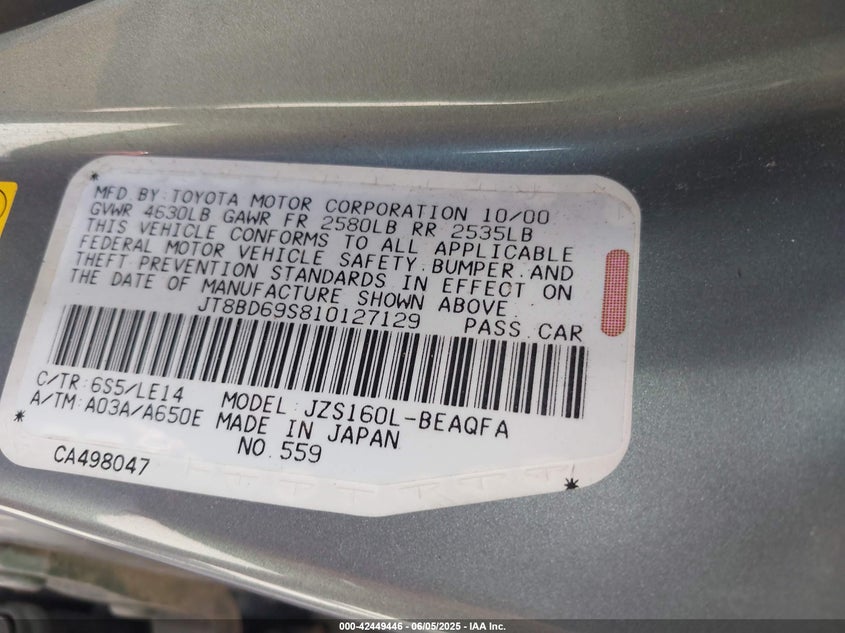 MFD BY: TOYOTA MOTOR CORPORATION 10/00
GVWR 4630LB GAWR FR 2580LB RR 2535LB
THIS VEHICLE CONFORMS TO ALL APPLICABLE
FEDERAL MOTOR VEHICLE SAFETY, BUMPER, AND
THEFT PREVENTION STANDARDS IN EFFECT ON
THE DATE OF MANUFACTURE SHOWN ABOVE.
JT8BD69S810127129 PASS. CAR
C/TR: 6S5/LE14 MODEL: JZS160L-BEAQFA
A/TM: A03A/A650E MADE IN JAPAN
NO. 559
CA498047
000-42449446 - 06/05/2025 - IAA Inc.